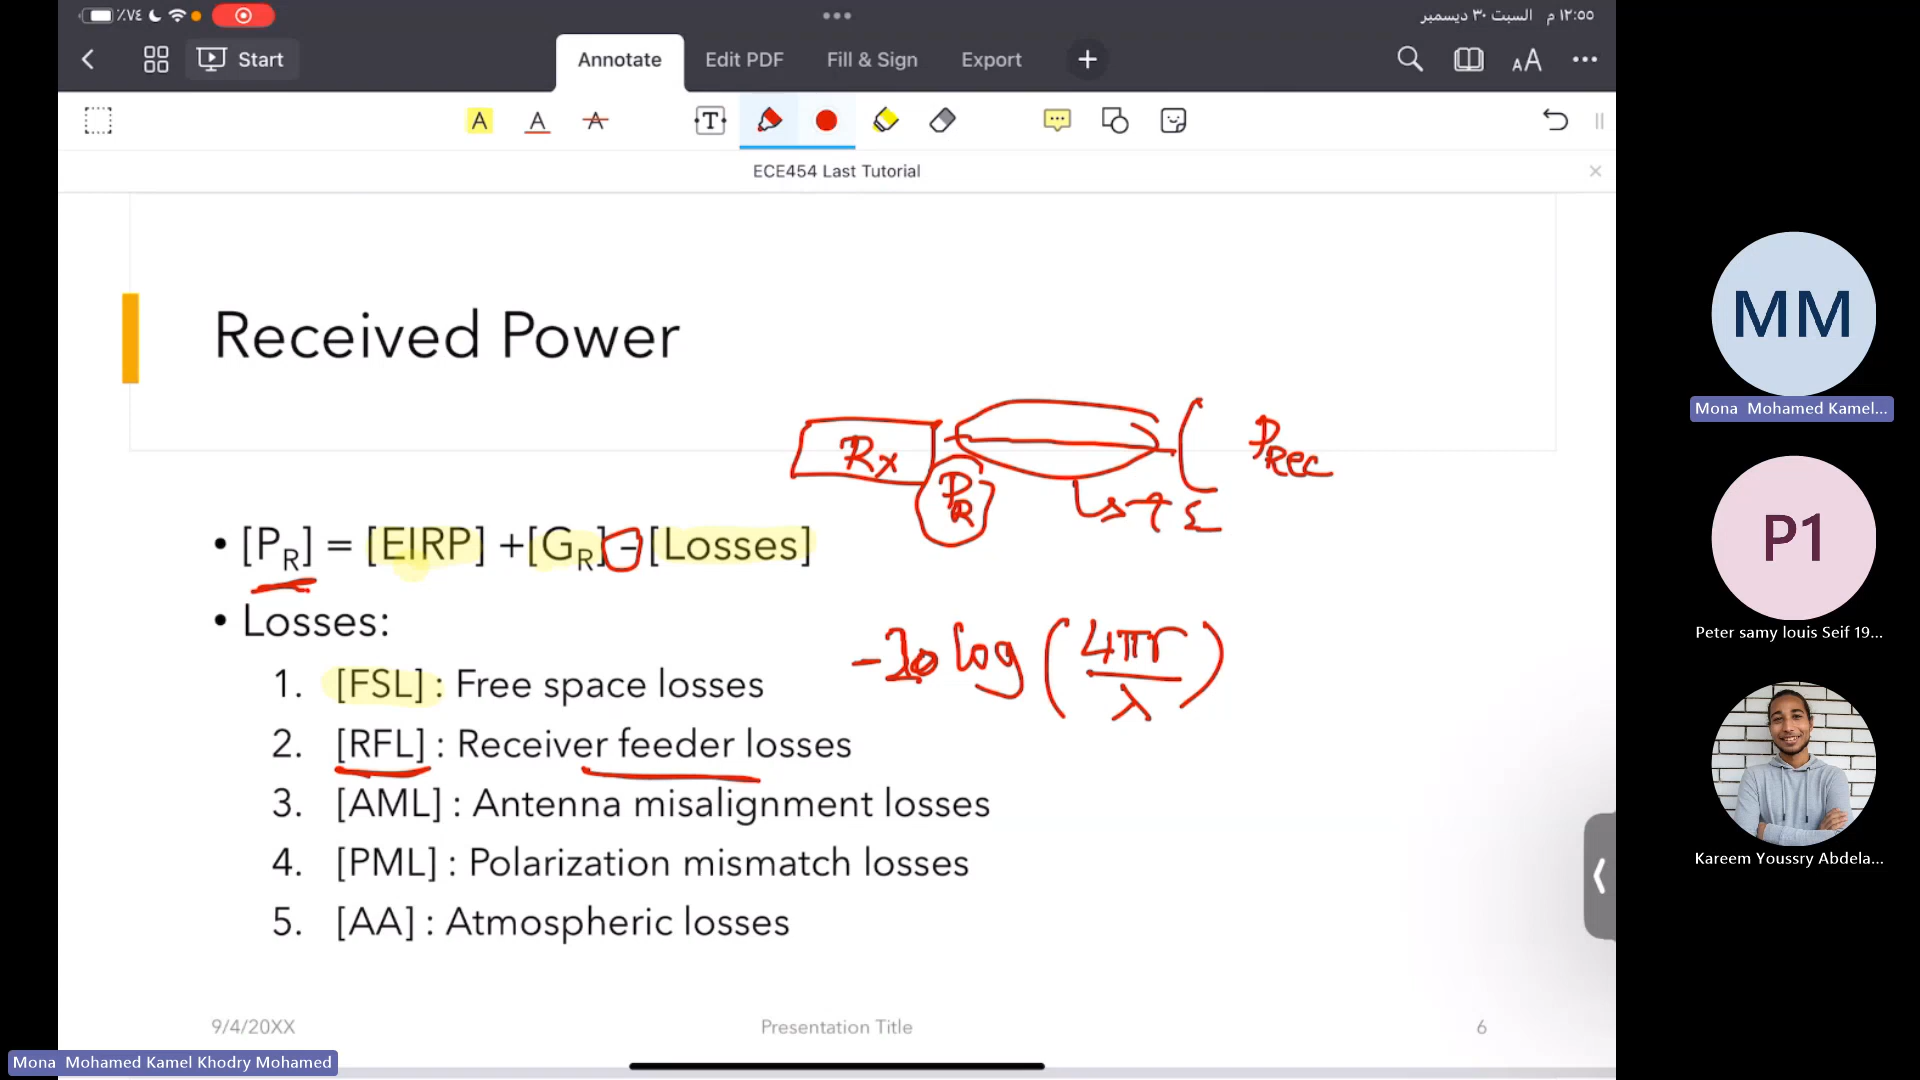 ٪٧٤
السبت ٣٠ ديسمبر ١٢:٥٥ م
Start
Annotate
Edit PDF
Fill & Sign
Export
ECE454 Last Tutorial
Received Power
Rx
PR
PRec
• [PR] = [EIRP] +[GR] - [Losses]
• Losses:
-20 log (4πr/λ)
1. [FSL] : Free space losses
2. [RFL] : Receiver feeder losses
3. [AML] : Antenna misalignment losses
4. [PML] : Polarization mismatch losses
5. [AA] : Atmospheric losses
9/4/20XX
Presentation Title
6
Mona Mohamed Kamel Khodry Mohamed
MM
Mona Mohamed Kamel...
P1
Peter samy louis Seif 19...
Kareem Youssry Abdela...